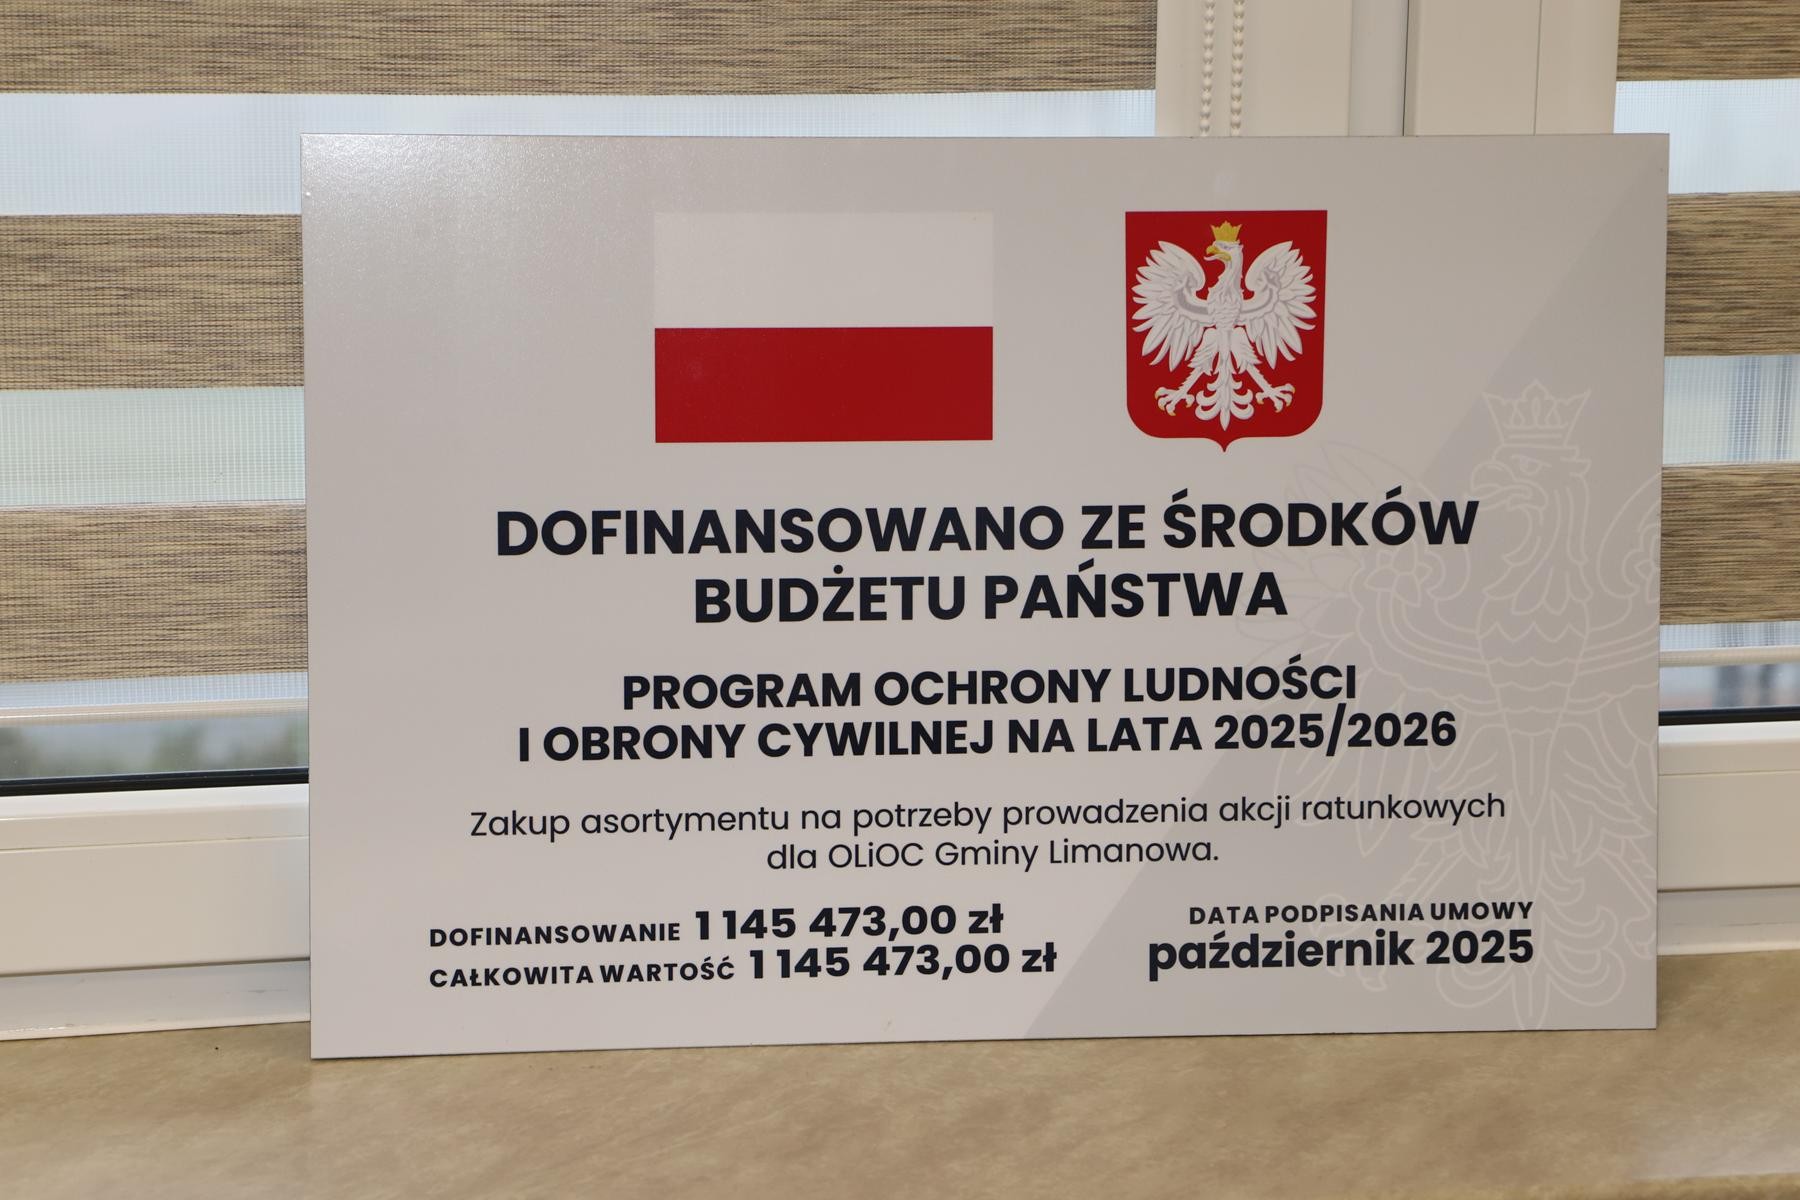 DOFINANSOWANO ZE ŚRODKÓW
BUDŻETU PAŃSTWA
PROGRAM OCHRONY LUDNOŚCI
I OBRONY CYWILNEJ NA LATA 2025/2026
Zakup asortymentu na potrzeby prowadzenia akcji ratunkowych
dla OLiOC Gminy Limanowa.
DOFINANSOWANIE 1 145 473,00 zł
CAŁKOWITA WARTOŚĆ 1 145 473,00 zł
DATA PODPISANIA UMOWY
październik 2025